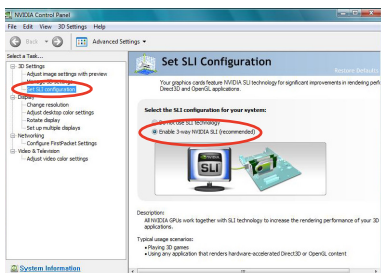 NVIDIA Control Panel
File Edit View 3D Settings Help
Back Advanced Settings
Select a Task...
3D Settings
Adjust image settings with preview
Manage 3D settings
Set SLI configuration
Display
Change resolution
Adjust desktop color settings
Rotate display
Set up multiple displays
Networking
Configure FirstPacket Settings
Video & Television
Adjust video color settings
System Information
Set SLI Configuration
Restore Defaults
Your graphics cards feature NVIDIA SLI technology for significant improvements in rendering
Direct3D and OpenGL applications.
Select the SLI configuration for your system:
Do not use SLI technology
Enable 3-way NVIDIA SLI (recommended)
SLI
Description:
All NVIDIA GPUs work together with SLI technology to increase the rendering performance of your 3D
applications.
Typical usage scenarios:
• Playing 3D games
• Using any application that renders hardware-accelerated Direct3D or OpenGL content